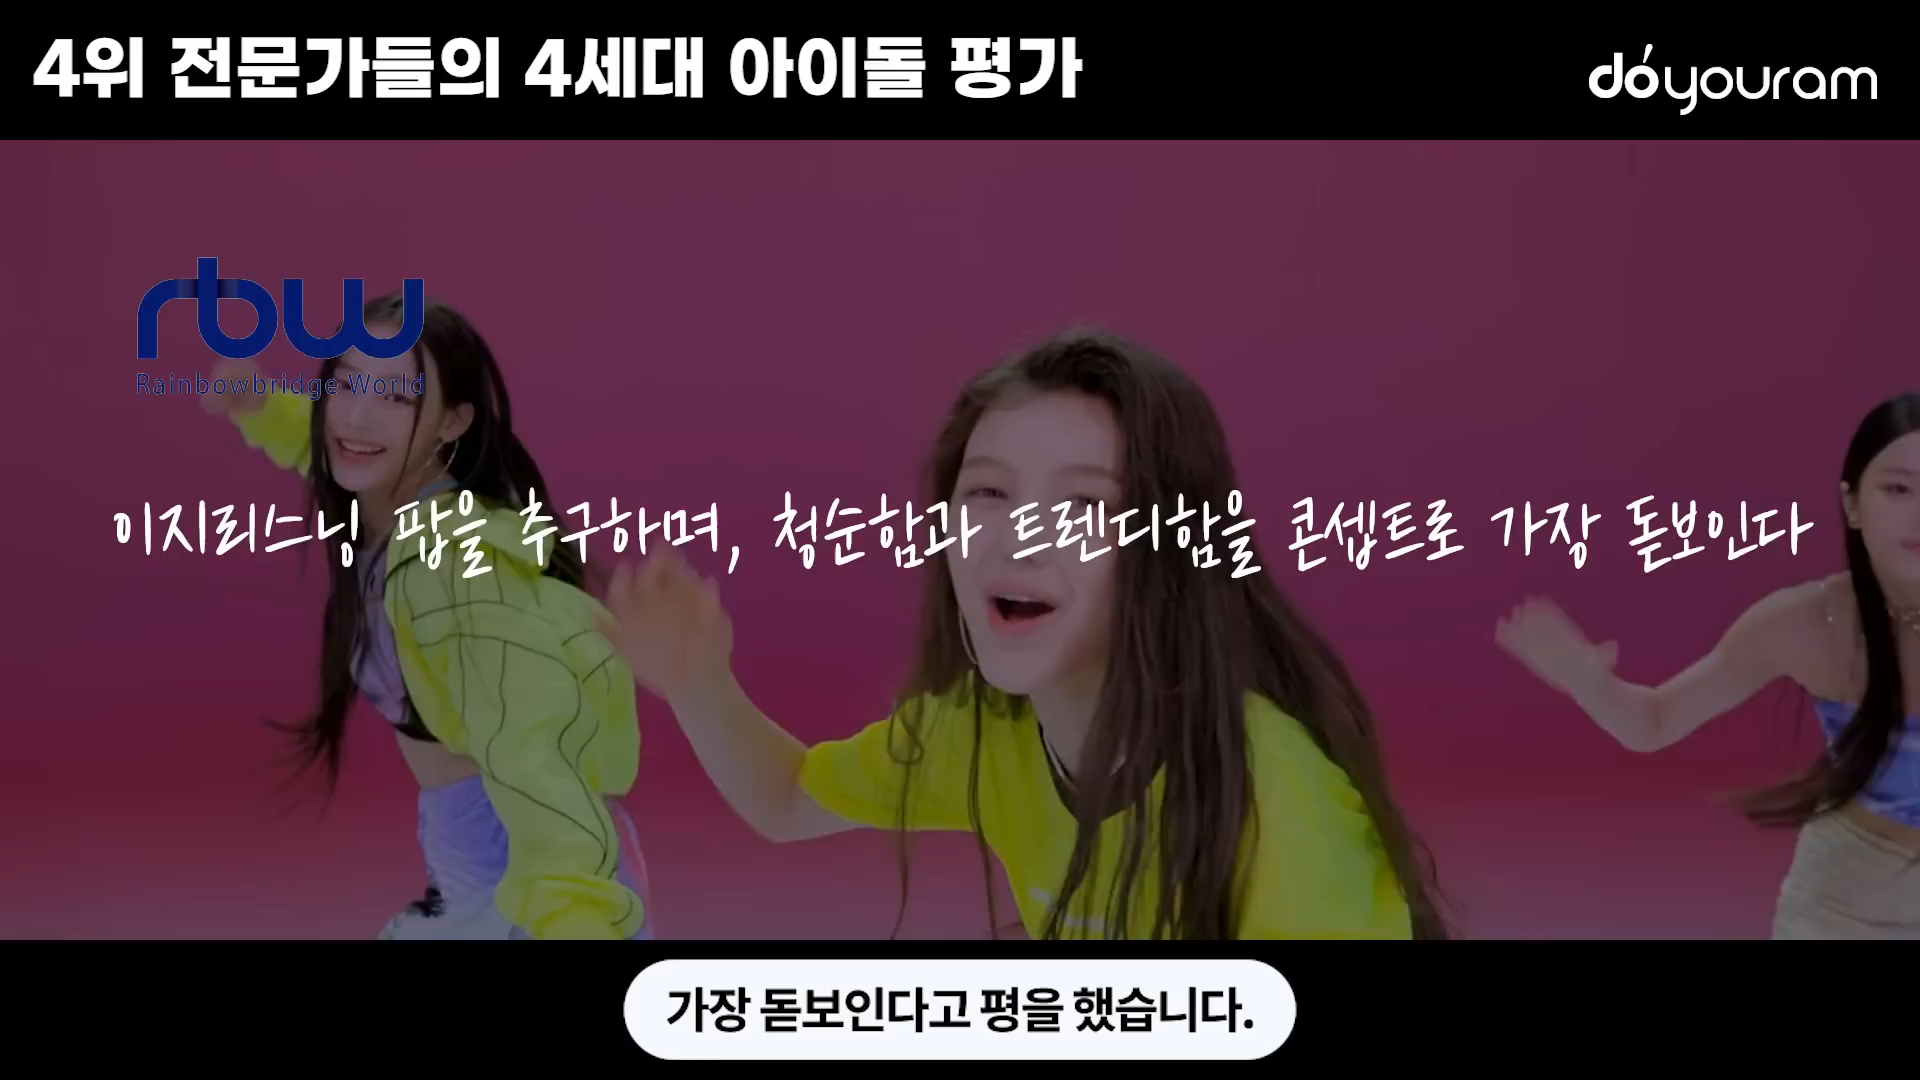 4위 전문가들의 4세대 아이돌 평가
dóyouram
rbw
Rainbowbridge World
이지리스닝 팝을 추구하며, 청순함과 트렌디함을 콘셉트로 가장 돋보인다
가장 돋보인다고 평을 했습니다.